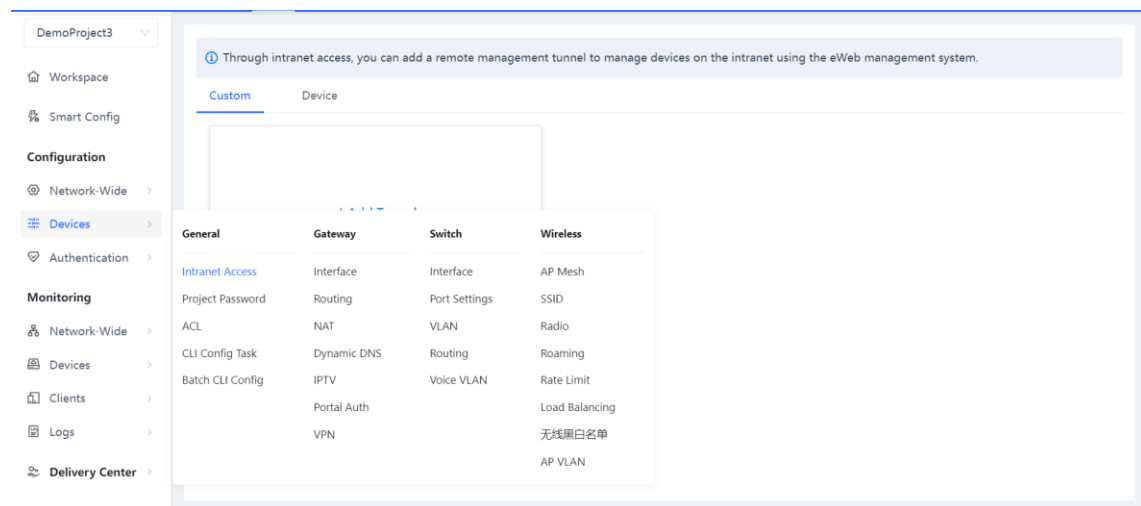 DemoProject3
Workspace
Smart Config
Configuration
Network-Wide
Devices
Authentication
Monitoring
Network-Wide
Devices
Clients
Logs
Delivery Center
Through intranet access, you can add a remote management tunnel to manage devices on the intranet using the eWeb management system.
Custom
Device
General
Intranet Access
Project Password
ACL
CLI Config Task
Batch CLI Config
Gateway
Interface
Routing
NAT
Dynamic DNS
IPTV
Portal Auth
VPN
Switch
Interface
Port Settings
VLAN
Routing
Voice VLAN
Wireless
AP Mesh
SSID
Radio
Roaming
Rate Limit
Load Balancing
无线黑白名单
AP VLAN